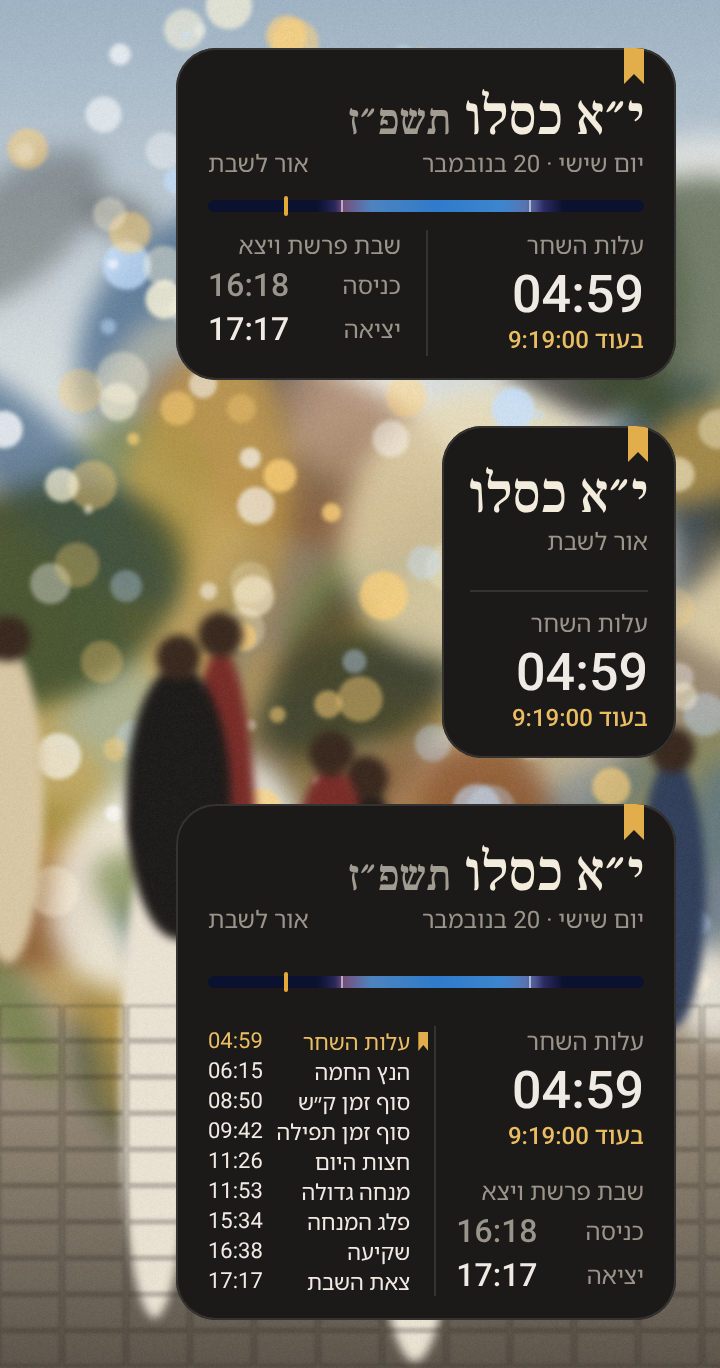 י״א כסלו תשפ״ז
יום שישי · 20 בנובמבר אור לשבת
עלות השחר
04:59
בעוד 9:19:00
שבת פרשת ויצא
כניסה 16:18
יציאה 17:17
י״א כסלו
אור לשבת
עלות השחר
04:59
בעוד 9:19:00
י״א כסלו תשפ״ז
יום שישי · 20 בנובמבר אור לשבת
עלות השחר
04:59
בעוד 9:19:00
שבת פרשת ויצא
כניסה 16:18
יציאה 17:17
עלות השחר 04:59
הנץ החמה 06:15
סוף זמן ק״ש 08:50
סוף זמן תפילה 09:42
חצות היום 11:26
מנחה גדולה 11:53
פלג המנחה 15:34
שקיעה 16:38
צאת השבת 17:17